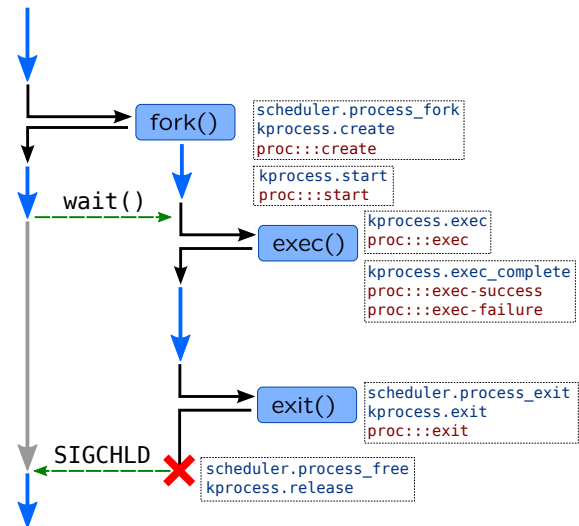 fork()
scheduler.process_fork
kprocess.create
proc:::create
kprocess.start
proc:::start
wait()
exec()
kprocess.exec
proc:::exec
kprocess.exec_complete
proc:::exec-success
proc:::exec-failure
exit()
scheduler.process_exit
kprocess.exit
proc:::exit
SIGCHLD
scheduler.process_free
kprocess.release